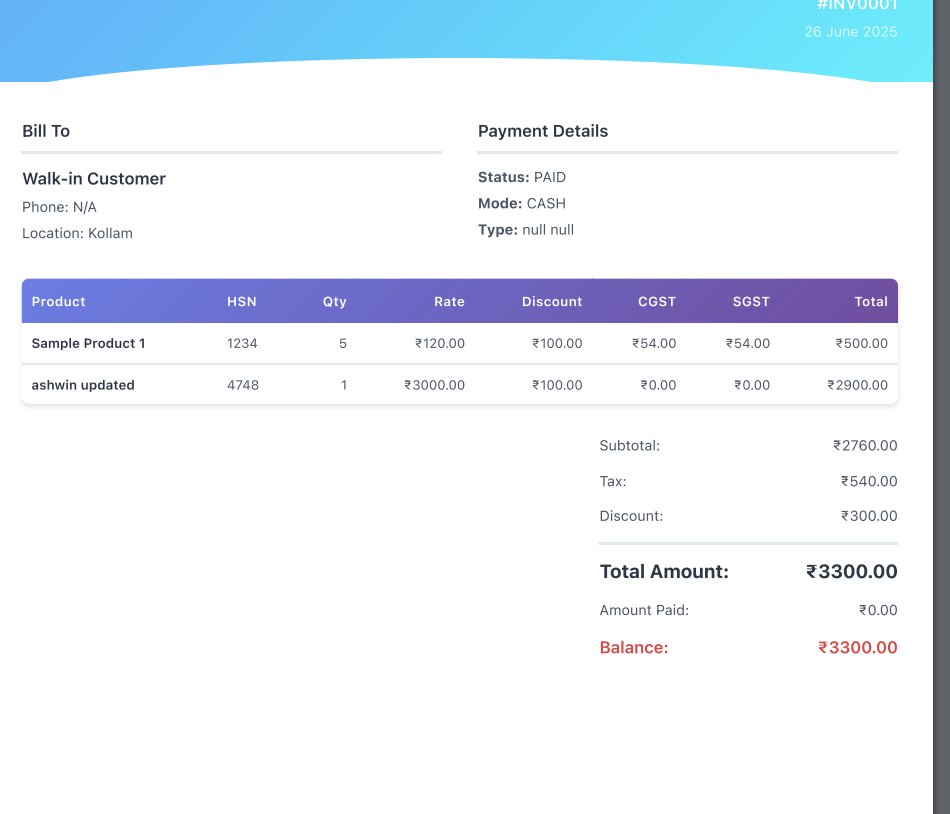 #INV0001
26 June 2025
Bill To
Walk-in Customer
Phone: N/A
Location: Kollam
Payment Details
Status: PAID
Mode: CASH
Type: null null
Product HSN Qty Rate Discount CGST SGST Total
Sample Product 1 1234 5 ₹120.00 ₹100.00 ₹54.00 ₹54.00 ₹500.00
ashwin updated 4748 1 ₹3000.00 ₹100.00 ₹0.00 ₹0.00 ₹2900.00
Subtotal: ₹2760.00
Tax: ₹540.00
Discount: ₹300.00
Total Amount: ₹3300.00
Amount Paid: ₹0.00
Balance: ₹3300.00